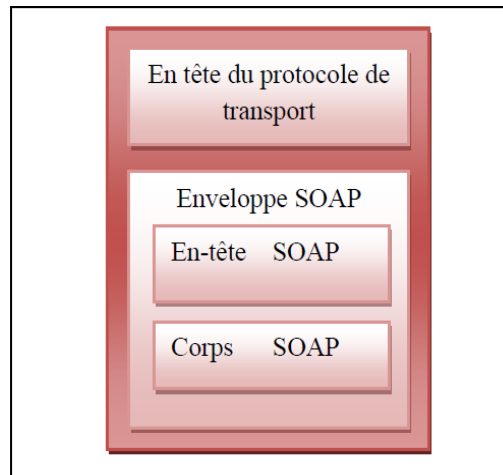 En tête du protocole de
transport
Enveloppe SOAP
En-tête SOAP
Corps SOAP